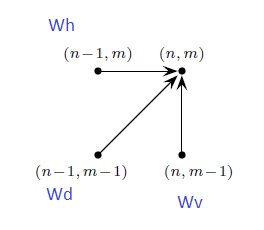 Wh
(n−1, m) (n, m)
(n−1, m−1) (n, m−1)
Wd Wv